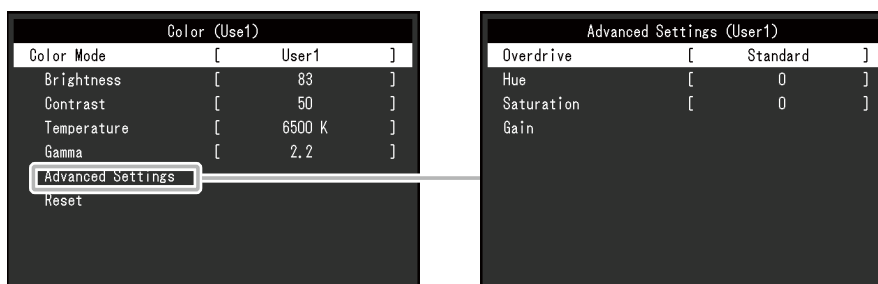 Color (Use1)
Color Mode [ User1 ]
Brightness [ 83 ]
Contrast [ 50 ]
Temperature [ 6500 K ]
Gamma [ 2.2 ]
Advanced Settings
Reset
Advanced Settings (User1)
Overdrive [ Standard ]
Hue [ 0 ]
Saturation [ 0 ]
Gain